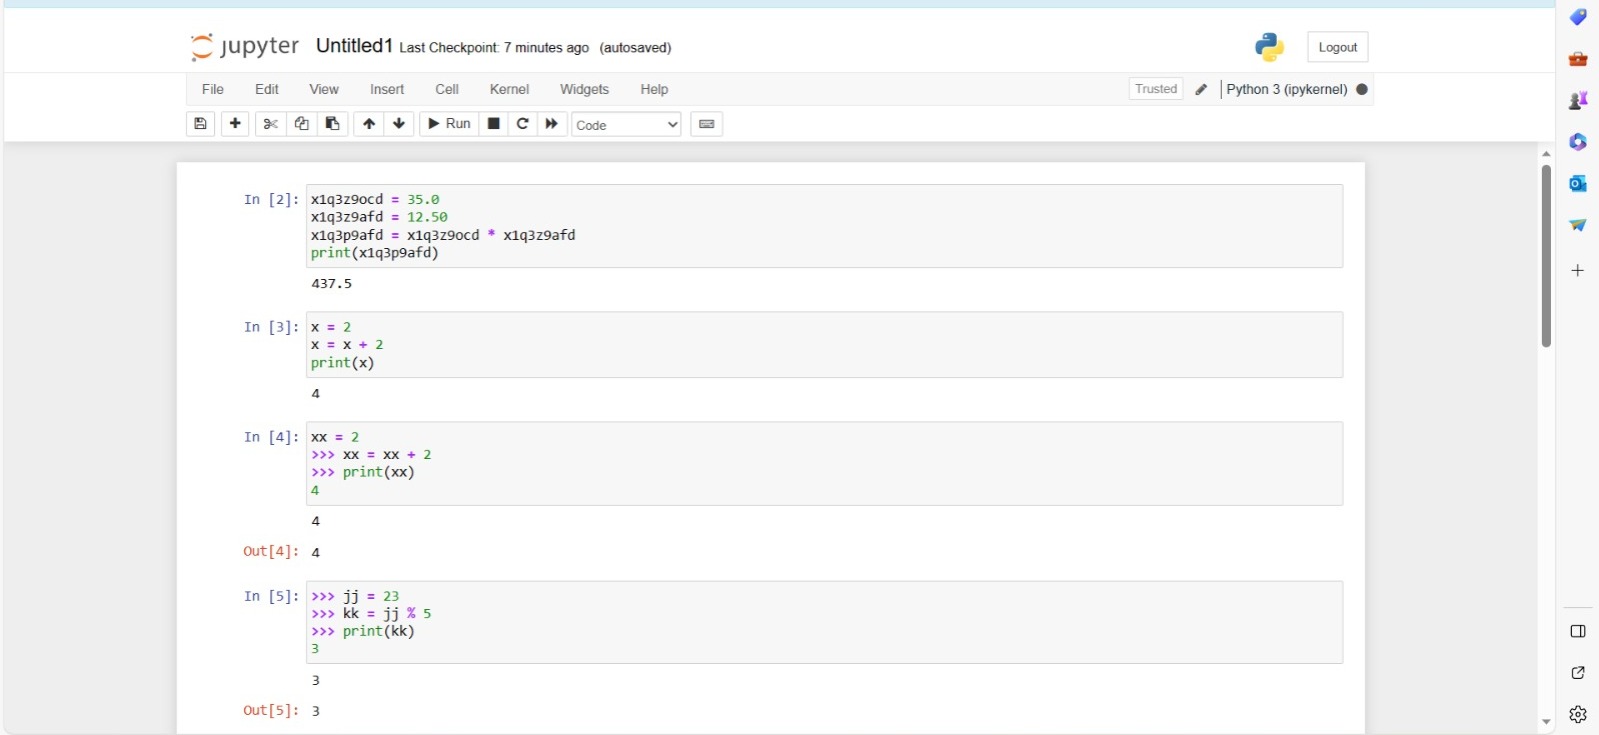 jupyter Untitled1 Last Checkpoint: 7 minutes ago (autosaved)
Logout
File Edit View Insert Cell Kernel Widgets Help
Trusted Python 3 (ipykernel)
Run Code
In [2]: x1q3z9ocd = 35.0
x1q3z9afd = 12.50
x1q3p9afd = x1q3z9ocd * x1q3z9afd
print(x1q3p9afd)
437.5
In [3]: x = 2
x = x + 2
print(x)
4
In [4]: xx = 2
>>> xx = xx + 2
>>> print(xx)
4
4
Out[4]: 4
In [5]: >>> jj = 23
>>> kk = jj % 5
>>> print(kk)
3
3
Out[5]: 3